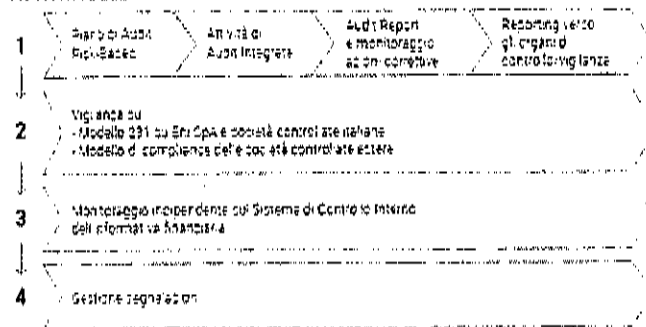 1
Piano di Audit
Risk-Based
Attività di
Audit Integrate
Audit Report
e monitoraggio
azioni correttive
Reporting verso
gli organi di
controllo/vigilanza
2
Vigilanza su
- Modello 231 su Eni SpA e società controllate italiane
- Modello di compliance delle società controllate estere
3
Monitoraggio indipendente sul Sistema di Controllo Interno
dell'informativa finanziaria
4
Gestione segnalazioni